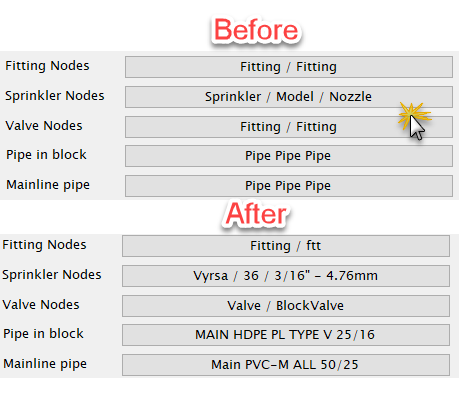 Before
Fitting Nodes Fitting / Fitting
Sprinkler Nodes Sprinkler / Model / Nozzle
Valve Nodes Fitting / Fitting
Pipe in block Pipe Pipe Pipe
Mainline pipe Pipe Pipe Pipe
After
Fitting Nodes Fitting / ftt
Sprinkler Nodes Vyrsa / 36 / 3/16" - 4.76mm
Valve Nodes Valve / BlockValve
Pipe in block MAIN HDPE PL TYPE V 25/16
Mainline pipe Main PVC-M ALL 50/25